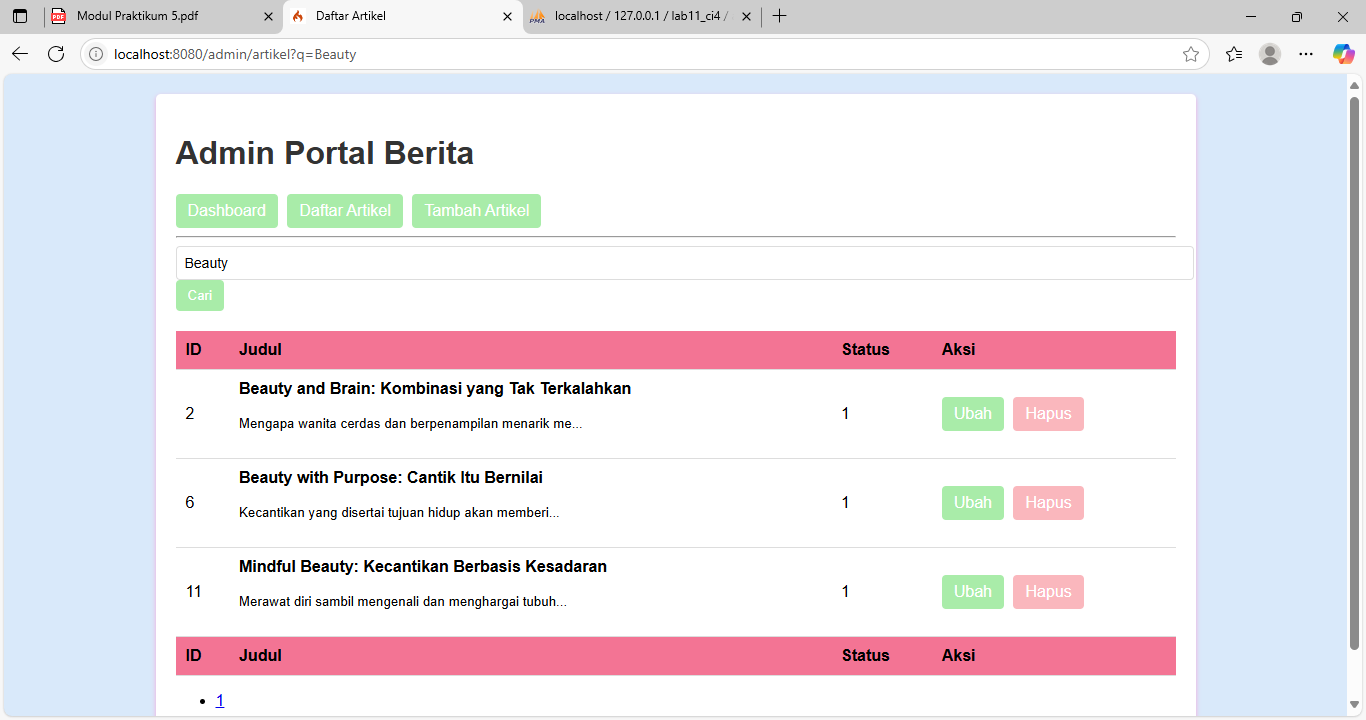 Modul Praktikum 5.pdf
Daftar Artikel
localhost / 127.0.0.1 / lab11_ci4 /
localhost:8080/admin/artikel?q=Beauty
Admin Portal Berita
Dashboard Daftar Artikel Tambah Artikel
Beauty
Cari
ID Judul Status Aksi
Beauty and Brain: Kombinasi yang Tak Terkalahkan
2 1 Ubah Hapus
Mengapa wanita cerdas dan berpenampilan menarik me...
Beauty with Purpose: Cantik Itu Bernilai
6 1 Ubah Hapus
Kecantikan yang disertai tujuan hidup akan memberi...
Mindful Beauty: Kecantikan Berbasis Kesadaran
11 1 Ubah Hapus
Merawat diri sambil mengenali dan menghargai tubuh...
ID Judul Status Aksi
• 1